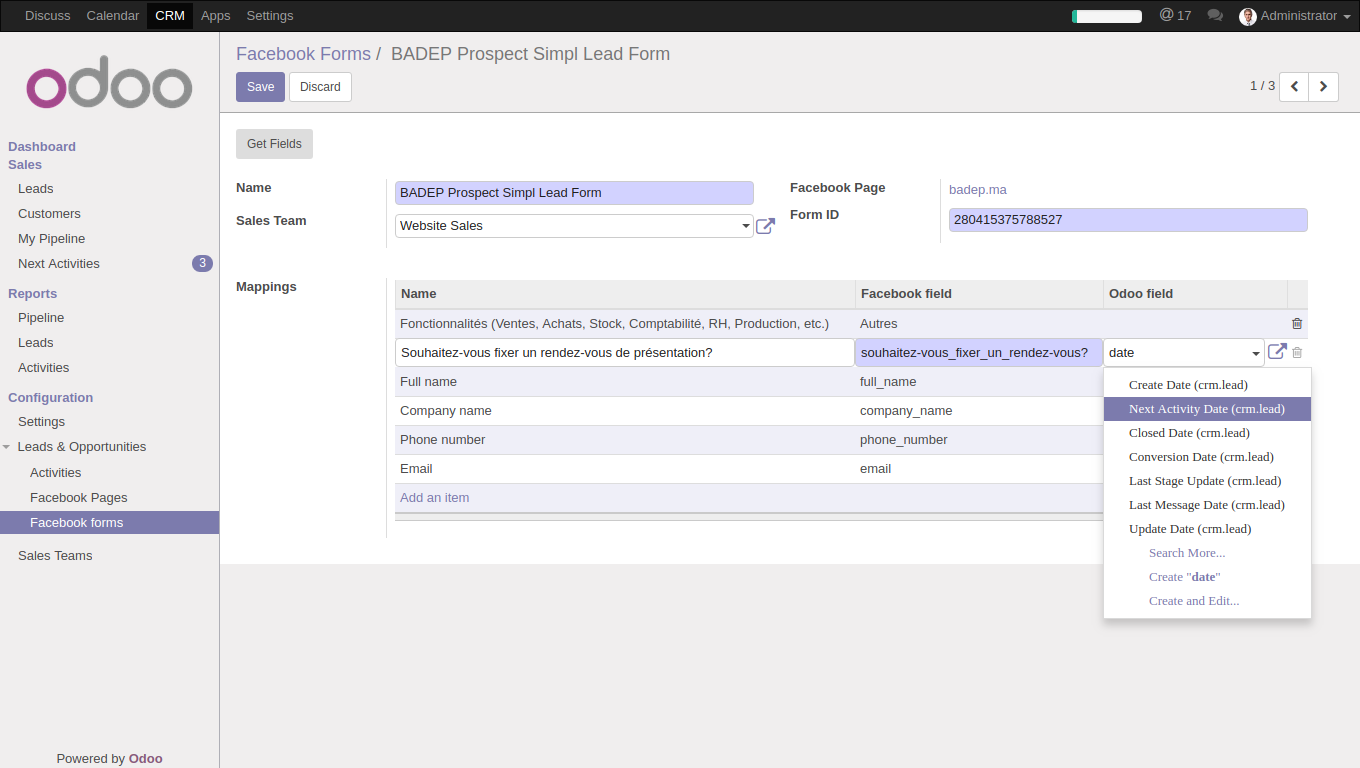 Discuss Calendar CRM Apps Settings @ 17 Administrator
odoo
Dashboard
Sales
Leads
Customers
My Pipeline
Next Activities 3
Reports
Pipeline
Leads
Activities
Configuration
Settings
Leads & Opportunities
Activities
Facebook Pages
Facebook forms
Sales Teams
Powered by Odoo
Facebook Forms / BADEP Prospect Simpl Lead Form
Save Discard 1 / 3
Get Fields
Name BADEP Prospect Simpl Lead Form
Sales Team Website Sales
Facebook Page badep.ma
Form ID 280415375788527
Mappings
Name Facebook field Odoo field
Fonctionnalités (Ventes, Achats, Stock, Comptabilité, RH, Production, etc.) Autres
Souhaitez-vous fixer un rendez-vous de présentation? souhaitez-vous_fixer_un_rendez-vous? date
Full name full_name
Company name company_name
Phone number phone_number
Email email
Add an item
Create Date (crm.lead)
Next Activity Date (crm.lead)
Closed Date (crm.lead)
Conversion Date (crm.lead)
Last Stage Update (crm.lead)
Last Message Date (crm.lead)
Update Date (crm.lead)
Search More...
Create "date"
Create and Edit...